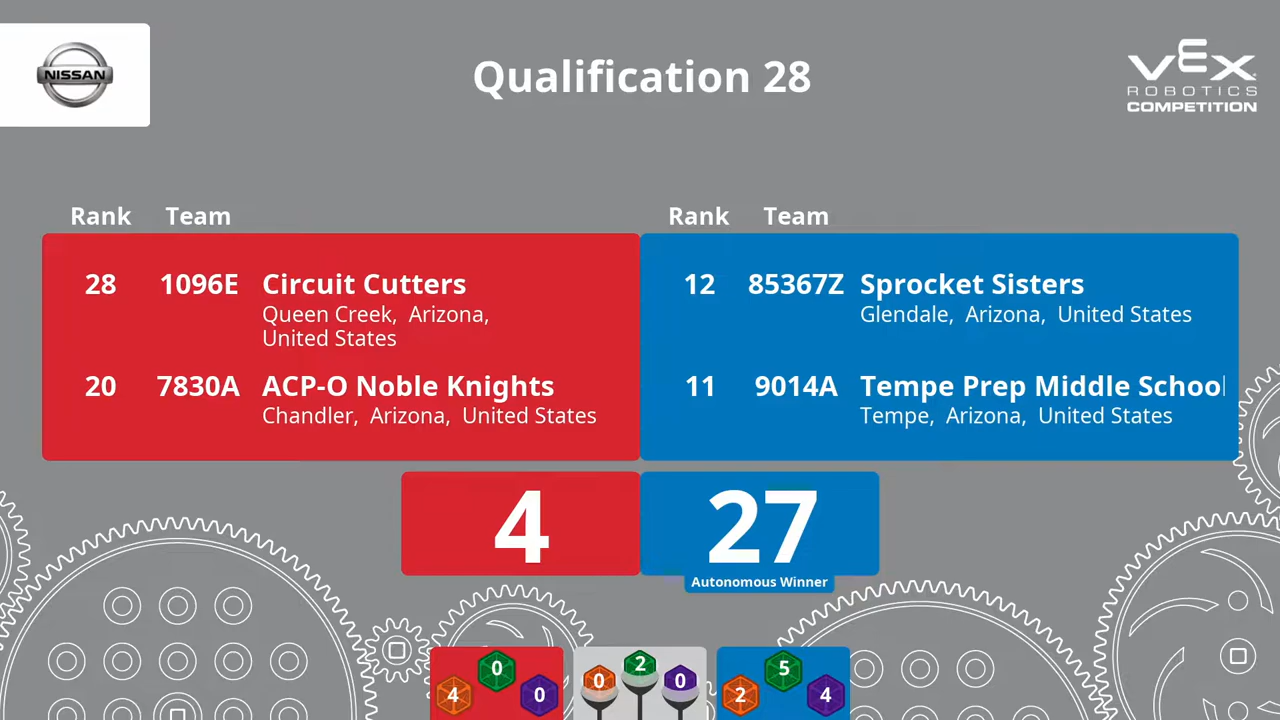 NISSAN
Qualification 28
VEX
ROBOTICS
COMPETITION
Rank Team
28 1096E Circuit Cutters
Queen Creek, Arizona,
United States
20 7830A ACP-O Noble Knights
Chandler, Arizona, United States
Rank Team
12 85367Z Sprocket Sisters
Glendale, Arizona, United States
11 9014A Tempe Prep Middle School
Tempe, Arizona, United States
4
27
Autonomous Winner
0
4 0
2
0 0
5
2 4